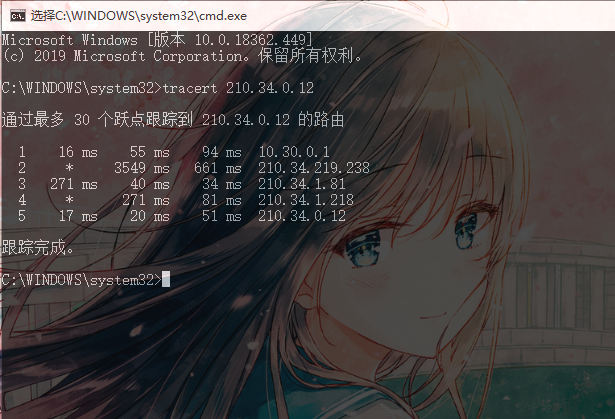 选择C:\WINDOWS\system32\cmd.exe
Microsoft Windows [版本 10.0.18362.449]
(c) 2019 Microsoft Corporation。保留所有权利。
C:\WINDOWS\system32>tracert 210.34.0.12
通过最多 30 个跃点跟踪到 210.34.0.12 的路由
1 16 ms 55 ms 94 ms 10.30.0.1
2 * 3549 ms 661 ms 210.34.219.238
3 271 ms 40 ms 34 ms 210.34.1.81
4 * 271 ms 81 ms 210.34.1.218
5 17 ms 20 ms 51 ms 210.34.0.12
跟踪完成。
C:\WINDOWS\system32>